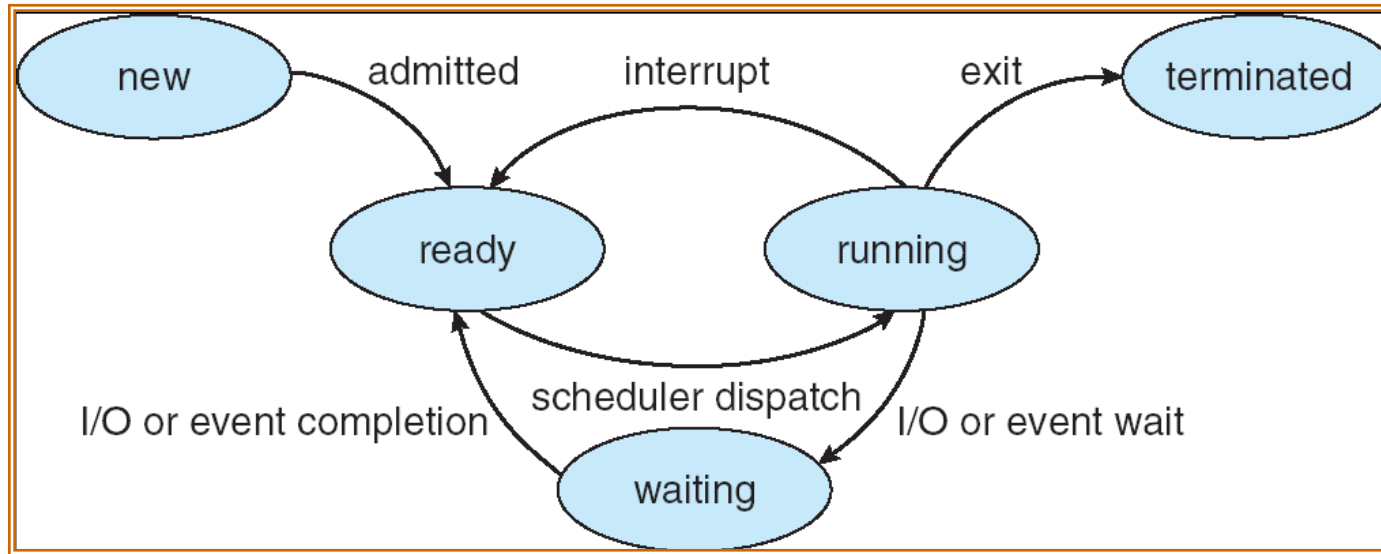 new
admitted
interrupt
exit
terminated
ready
running
scheduler dispatch
I/O or event completion
I/O or event wait
waiting